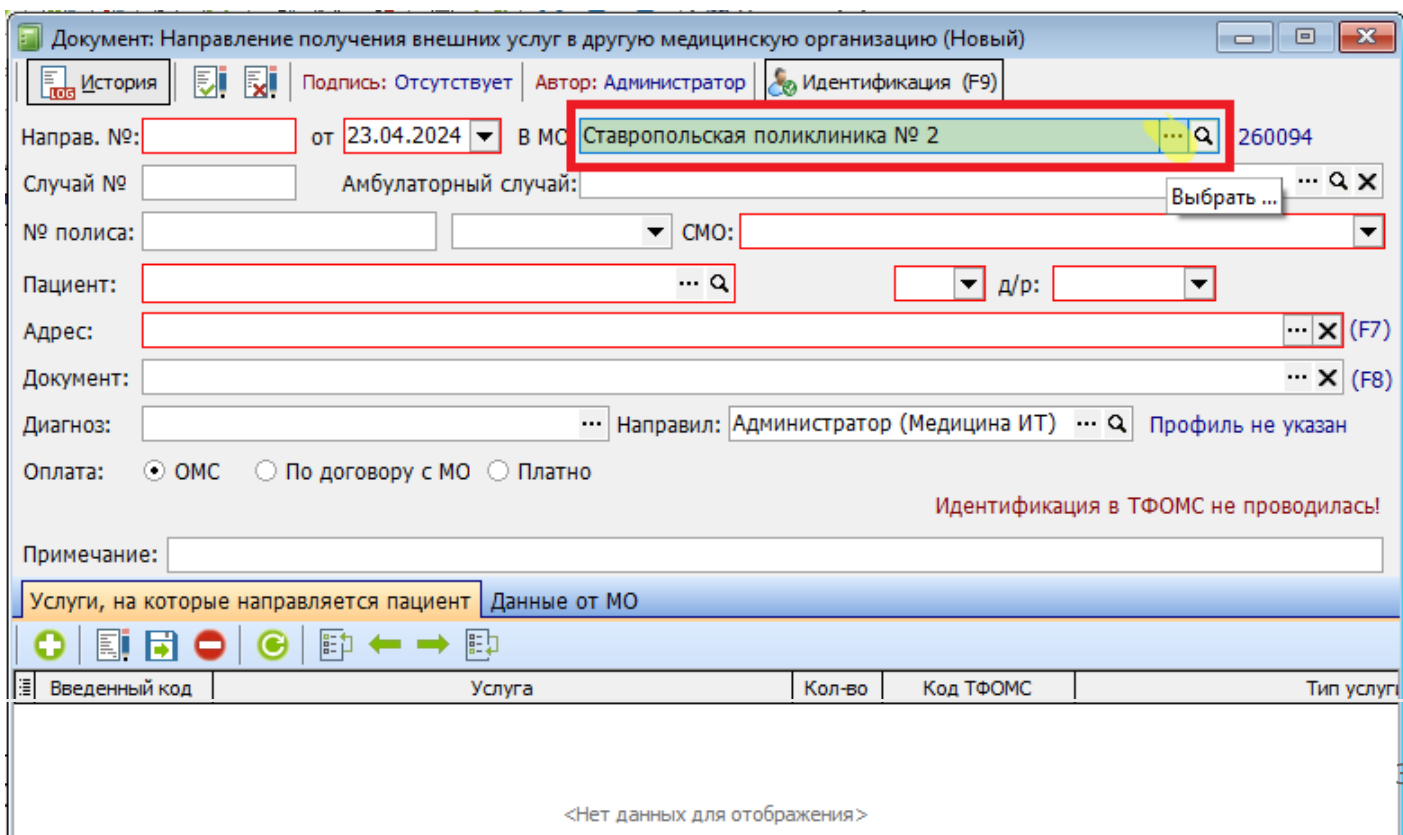 Документ: Направление получения внешних услуг в другую медицинскую организацию (Новый)
LOG История Подпись: Отсутствует Автор: Администратор Идентификация (F9)
Направ. №: от 23.04.2024 В МО Ставропольская поликлиника № 2 ... 260094
Случай № Амбулаторный случай: ...
Выбрать ...
№ полиса: СМО:
Пациент: ... д/р:
Адрес: ... (F7)
Документ: ... (F8)
Диагноз: ... Направил: Администратор (Медицина ИТ) ... Профиль не указан
Оплата: ОМС По договору с МО Платно
Идентификация в ТФОМС не проводилась!
Примечание:
Услуги, на которые направляется пациент Данные от МО
Введенный код Услуга Кол-во Код ТФОМС Тип услуги
<Нет данных для отображения>